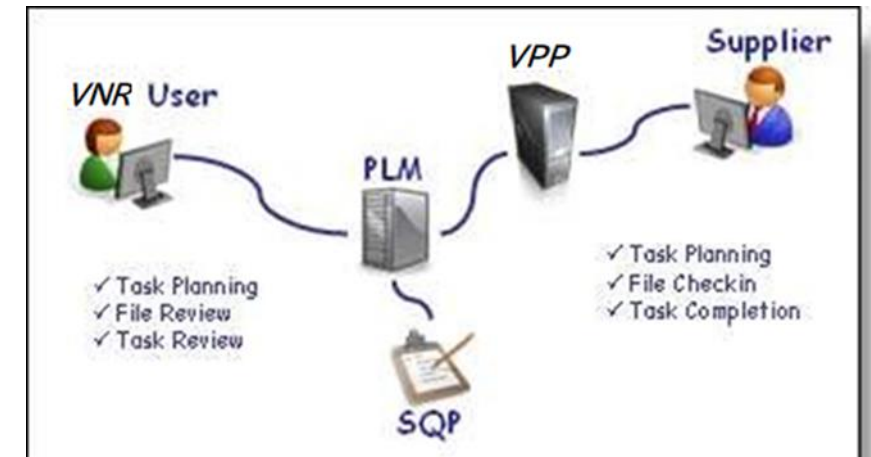 VNR User
PLM
VPP
Supplier
✓ Task Planning
✓ File Review
✓ Task Review
✓ Task Planning
✓ File Checkin
✓ Task Completion
SQP